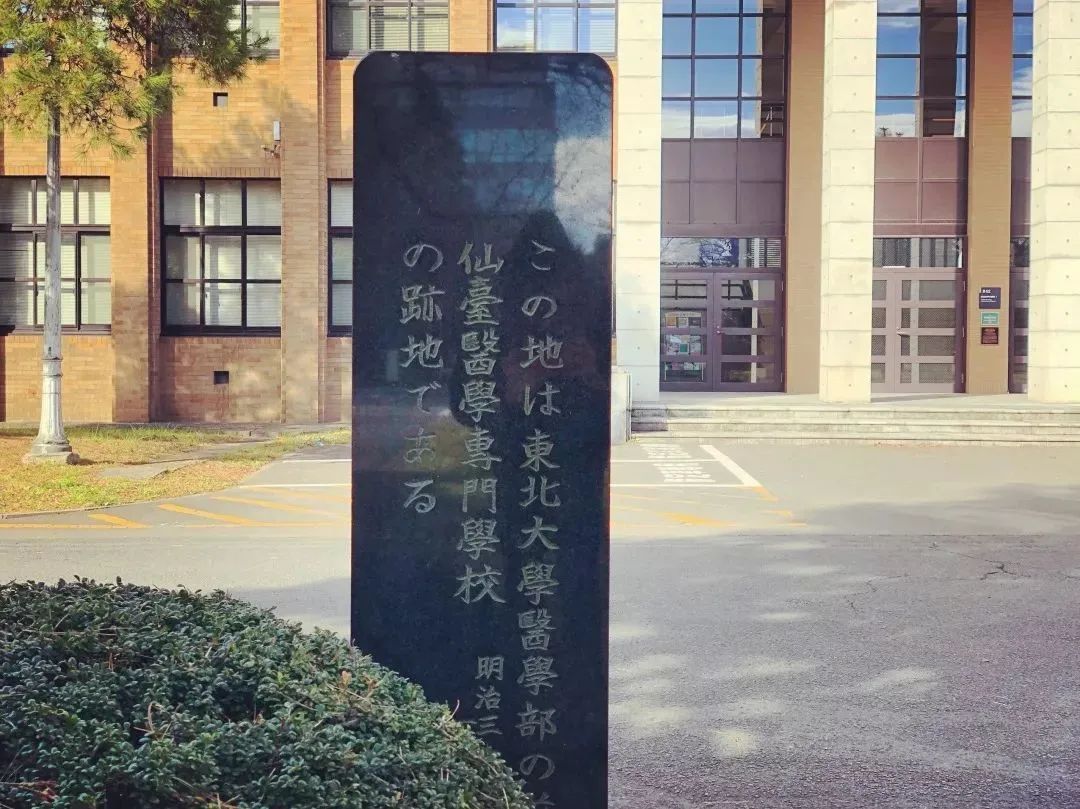 この地は東北大學醫學部の
仙臺醫學專門學校 明治三
の跡地である